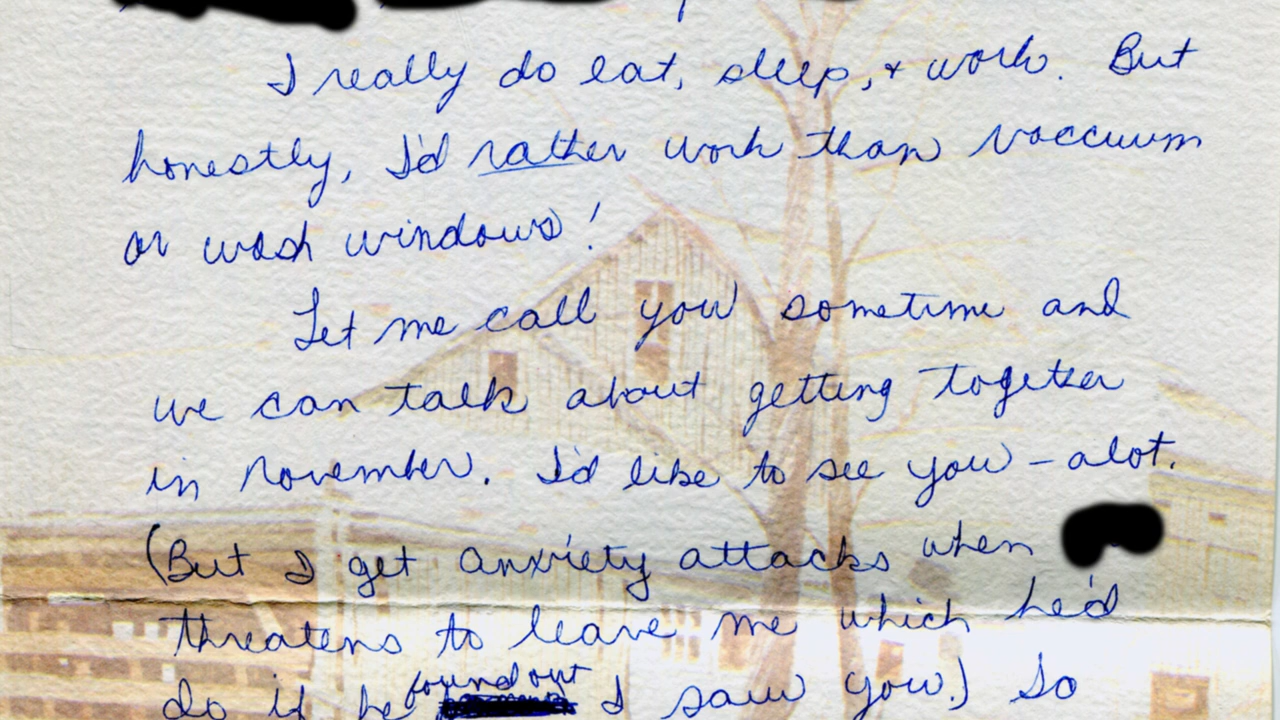 I really do eat, sleep, + work. But
honestly, I'd rather work than vaccuum
or wash windows!
Let me call you sometime and
we can talk about getting together
in November. I'd like to see you – alot.
(But I get anxiety attacks when
threatens to leave me which he'd
do if he found out I saw you.) So